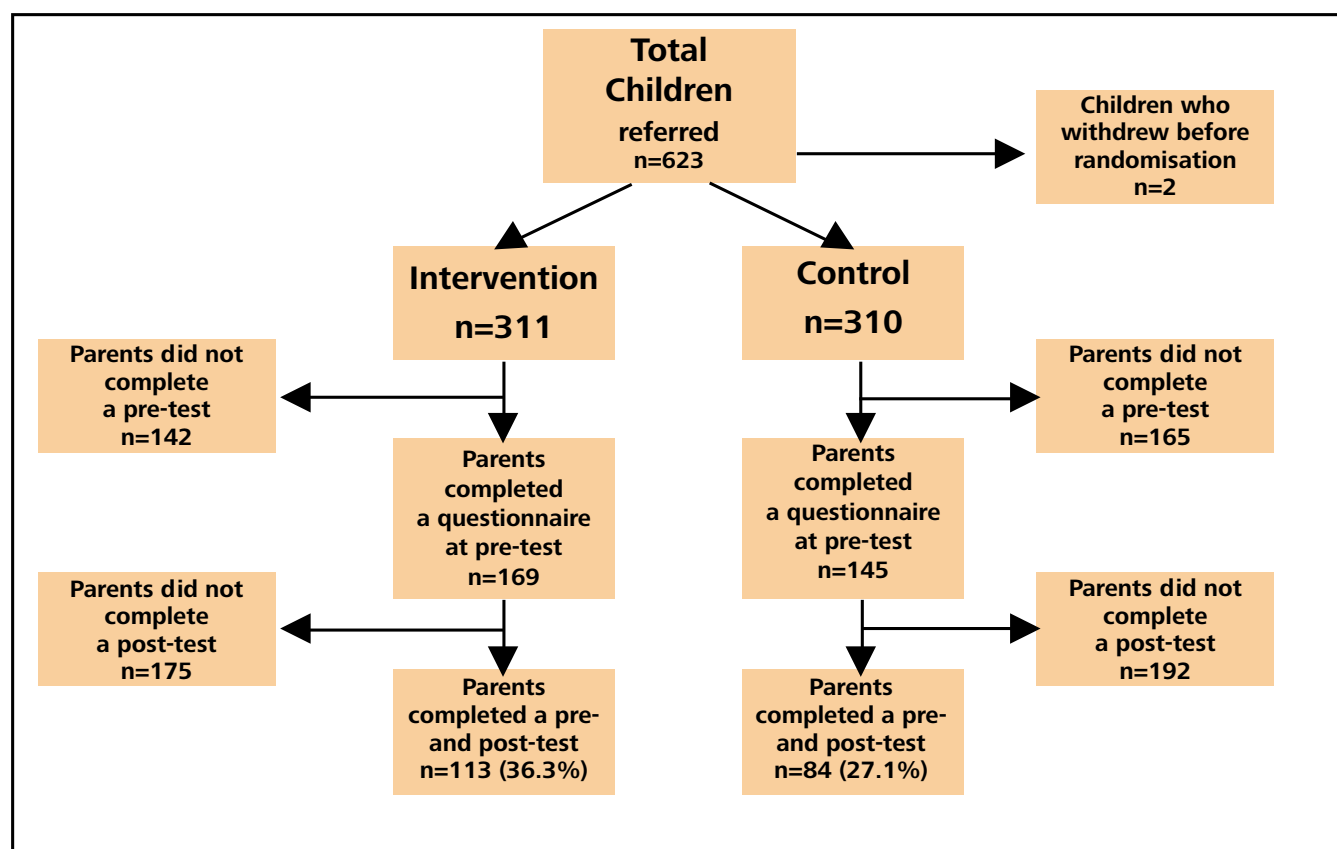 Total
Children
referred
n=623
Children who
withdrew before
randomisation
n=2
Intervention
n=311
Control
n=310
Parents did not
complete
a pre-test
n=142
Parents did not
complete
a pre-test
n=165
Parents
completed
a questionnaire
at pre-test
n=169
Parents
completed
a questionnaire
at pre-test
n=145
Parents did not
complete
a post-test
n=175
Parents did not
complete
a post-test
n=192
Parents
completed a pre-
and post-test
n=113 (36.3%)
Parents
completed a pre-
and post-test
n=84 (27.1%)